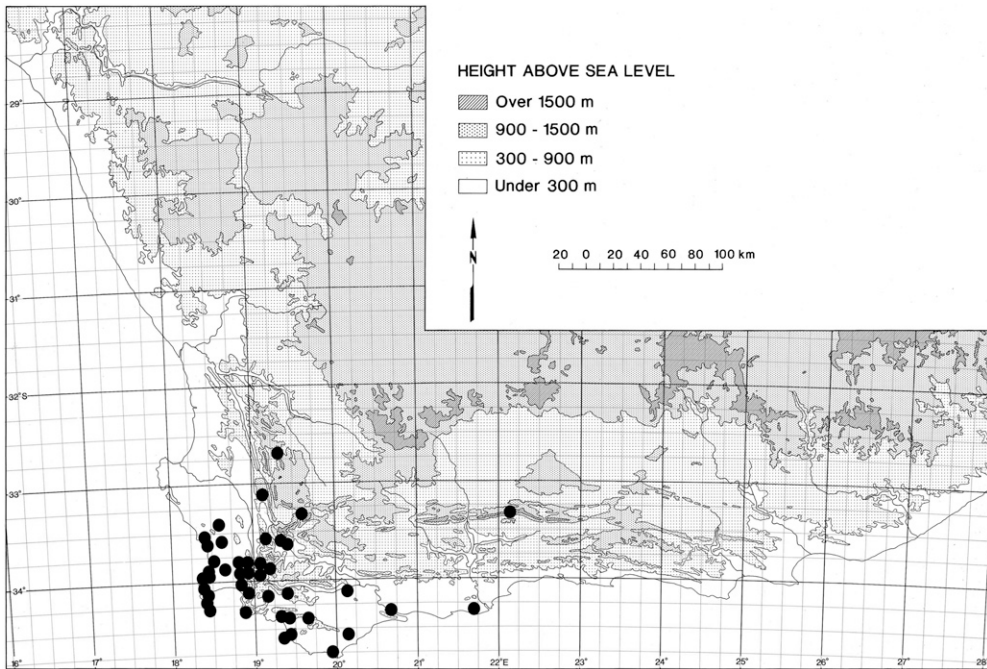 HEIGHT ABOVE SEA LEVEL
Over 1500 m
900 - 1500 m
300 - 900 m
Under 300 m
N
20 0 20 40 60 80 100 km
29°
30°
31°
32°S
33°
34°
16° 17° 18° 19° 20° 21° 22°E 23° 24° 25° 26° 27° 28°